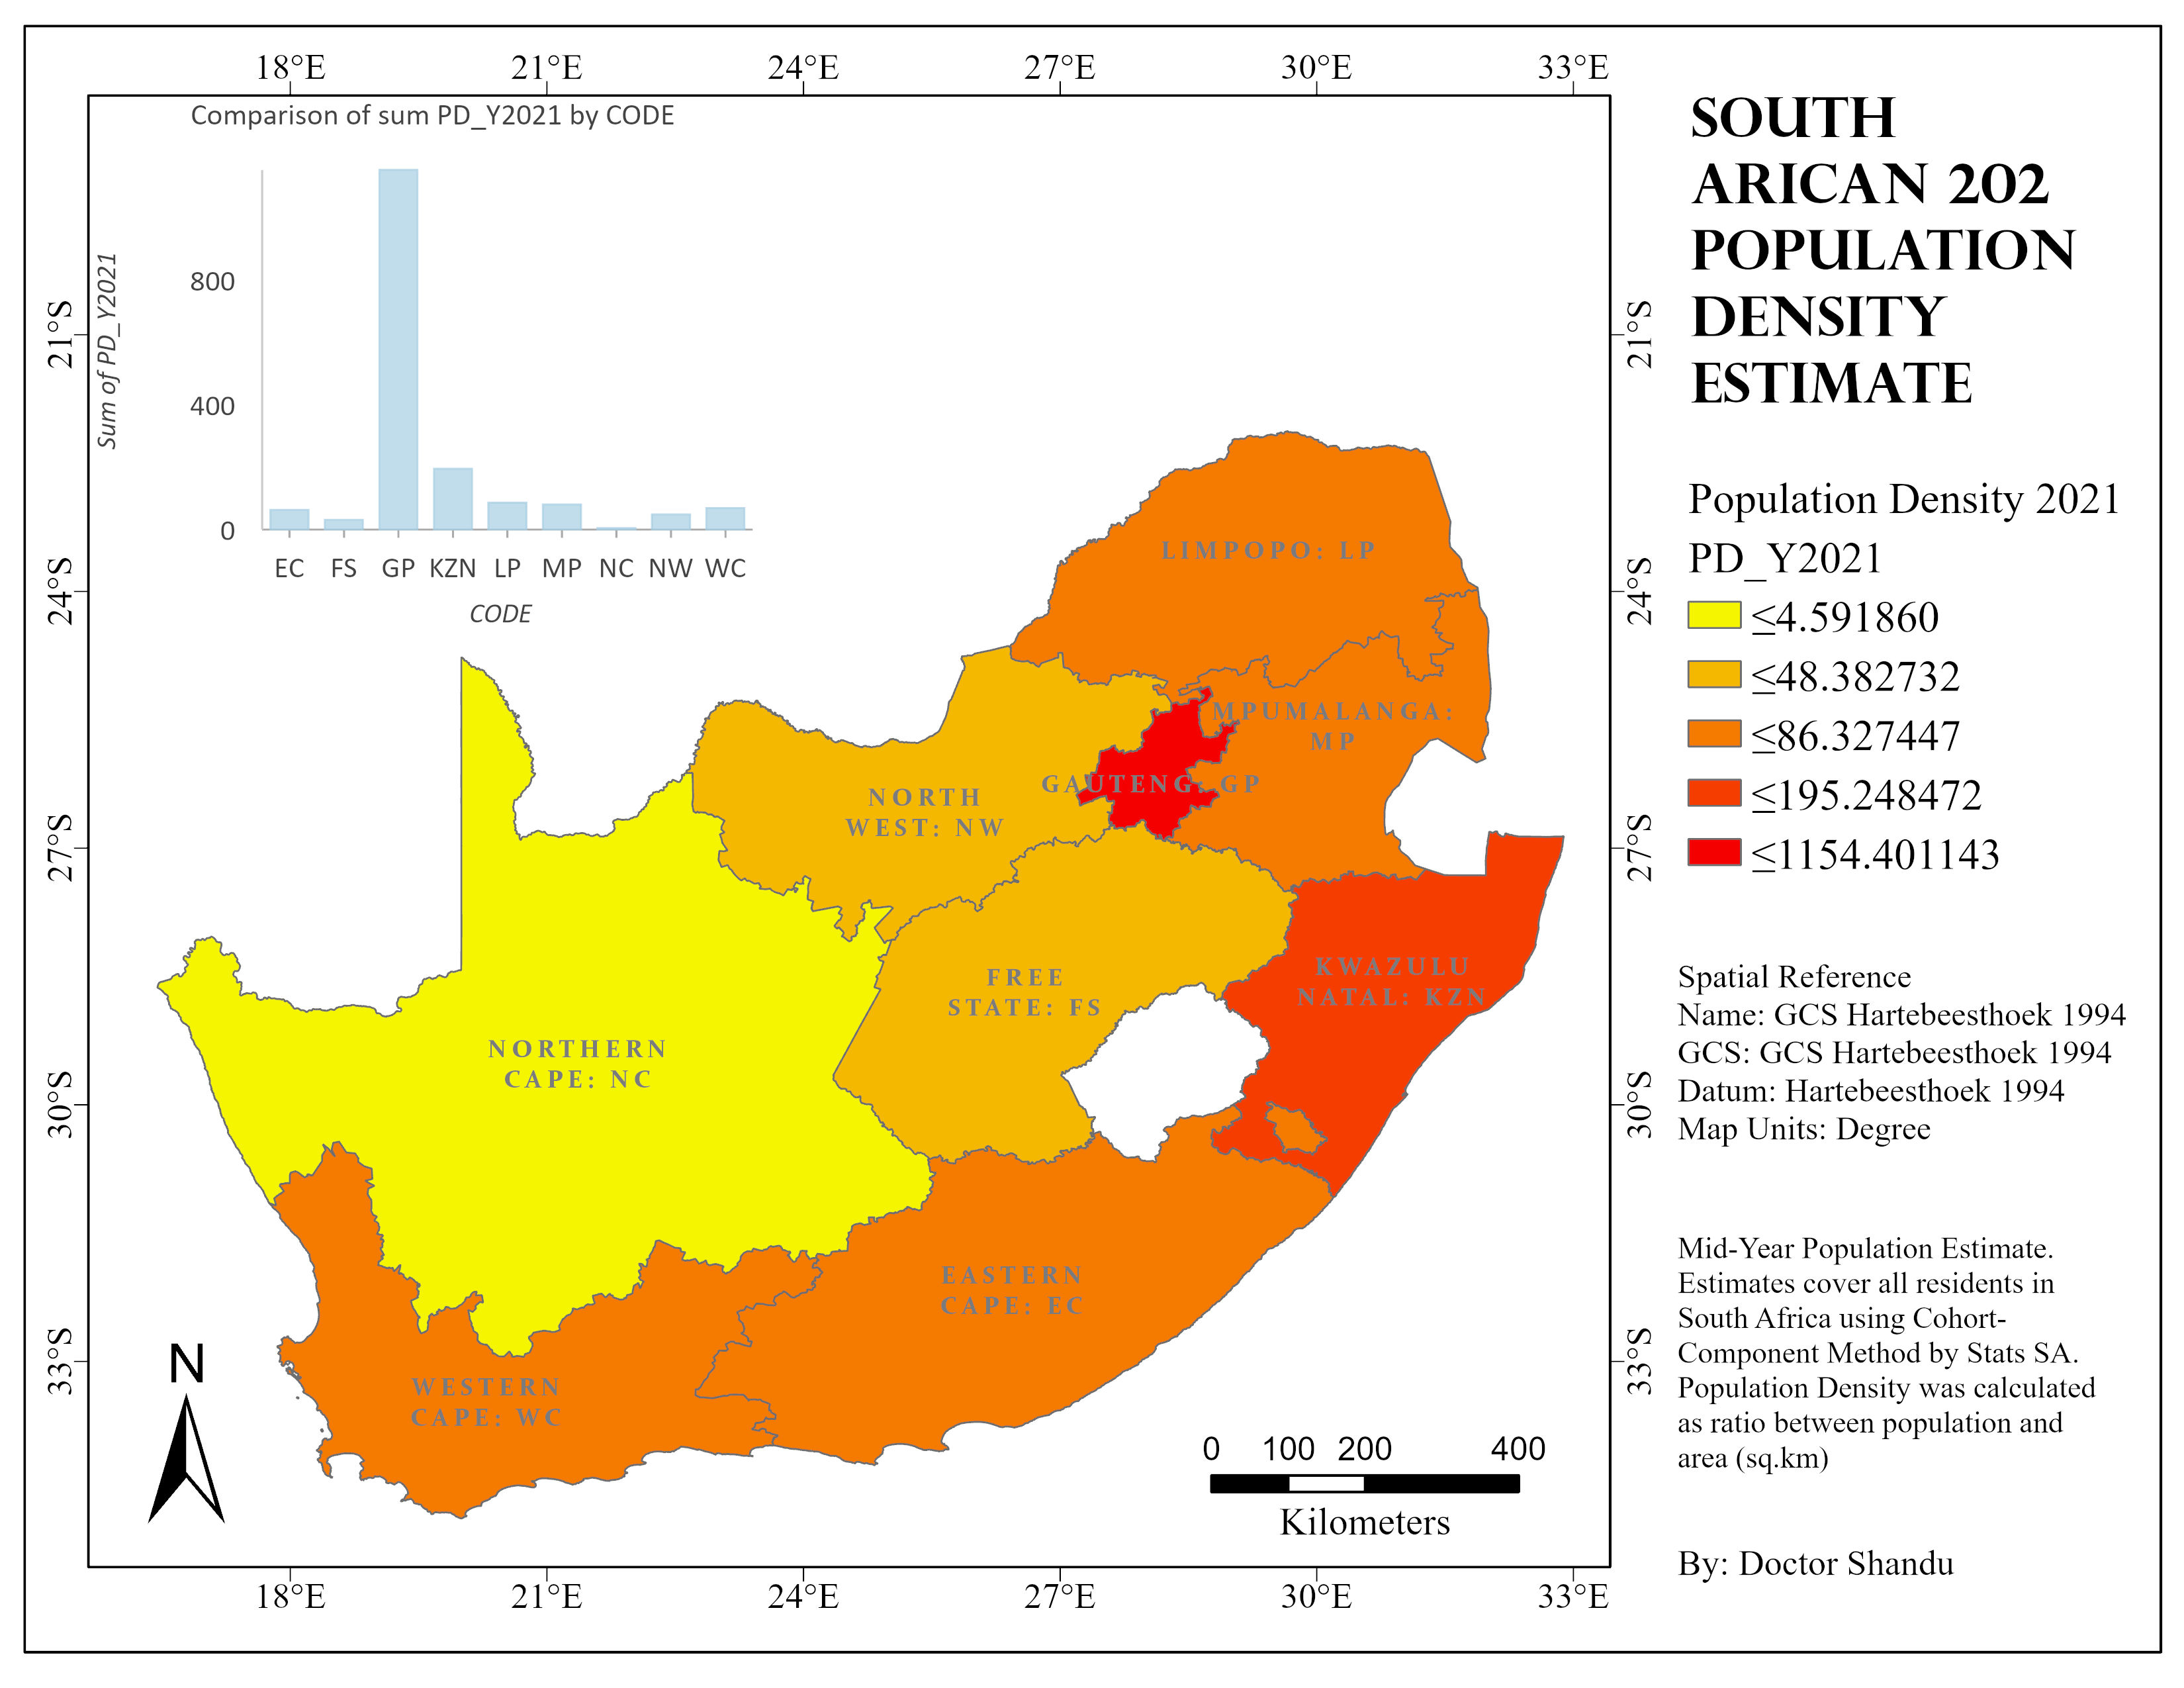 18°E 21°E 24°E 27°E 30°E 33°E
Comparison of sum PD_Y2021 by CODE
Sum of PD_Y2021
800
400
0
EC FS GP KZN LP MP NC NW WC
CODE
21°S
24°S
27°S
30°S
33°S
21°S
24°S
27°S
30°S
33°S
LIMPOPO: LP
MPUMALANGA:
MP
GAUTENG: GP
NORTH
WEST: NW
FREE
STATE: FS
KWAZULU
NATAL: KZN
NORTHERN
CAPE: NC
EASTERN
CAPE: EC
WESTERN
CAPE: WC
N
0 100 200 400
Kilometers
18°E 21°E 24°E 27°E 30°E 33°E
SOUTH
ARICAN 202
POPULATION
DENSITY
ESTIMATE
Population Density 2021
PD_Y2021
≤4.591860
≤48.382732
≤86.327447
≤195.248472
≤1154.401143
Spatial Reference
Name: GCS Hartebeesthoek 1994
GCS: GCS Hartebeesthoek 1994
Datum: Hartebeesthoek 1994
Map Units: Degree
Mid-Year Population Estimate.
Estimates cover all residents in
South Africa using Cohort-
Component Method by Stats SA.
Population Density was calculated
as ratio between population and
area (sq.km)
By: Doctor Shandu